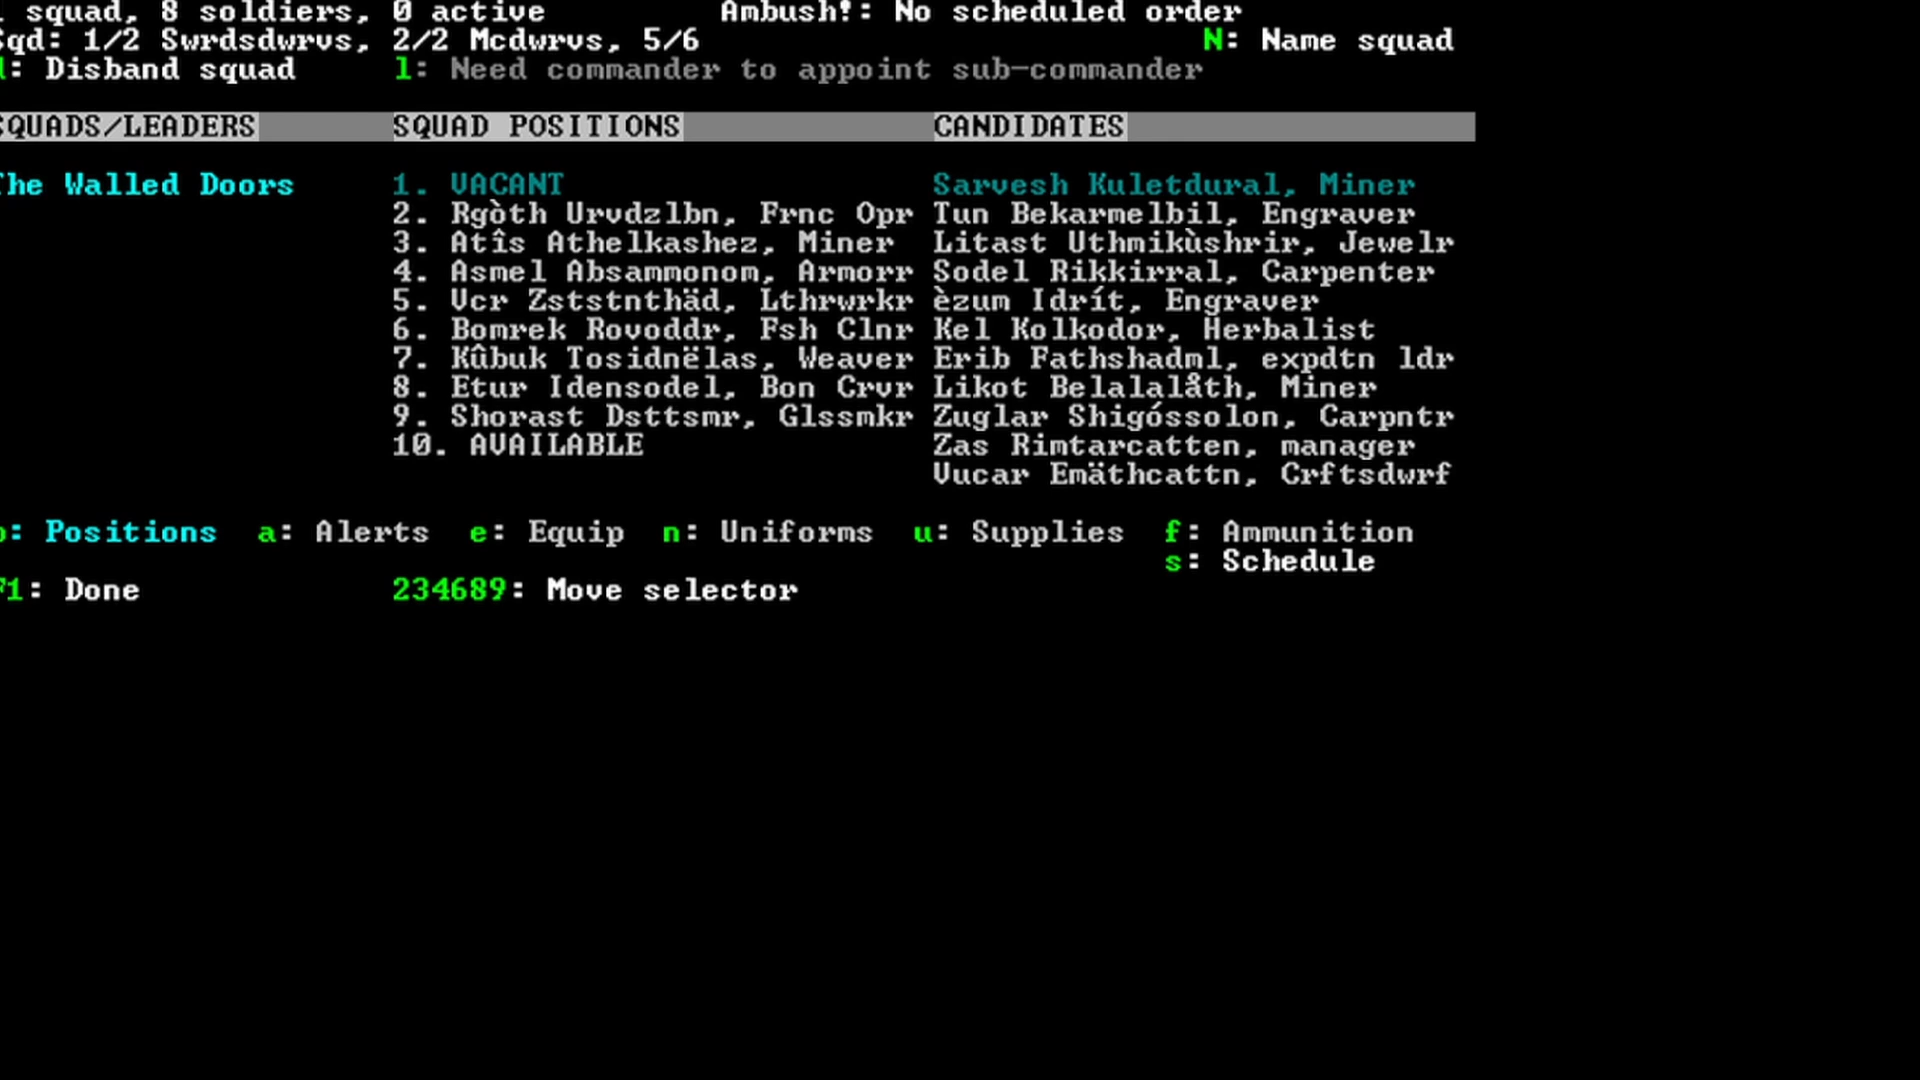 squad, 8 soldiers, 0 active Ambush!: No scheduled order
Sqd: 1/2 Swrdsdwrvs, 2/2 Mcdwrvs, 5/6 N: Name squad
d: Disband squad l: Need commander to appoint sub-commander
SQUADS/LEADERS SQUAD POSITIONS CANDIDATES
The Walled Doors 1. VACANT Sarvesh Kuletdural, Miner
2. Rgòth Urvdzlbn, Frnc Opr Tun Bekarmelbil, Engraver
3. Atîs Athelkashez, Miner Litast Uthmikùshrir, Jewelr
4. Asmel Absammonom, Armorr Sodel Rikkirral, Carpenter
5. Vcr Zststnthäd, Lthrwrkr èzum Idrít, Engraver
6. Bomrek Rovoddr, Fsh Clnr Kel Kolkodor, Herbalist
7. Kûbuk Tosidnëlas, Weaver Erib Fathshadml, expdtn ldr
8. Etur Idensodel, Bon Crvr Likot Belalalåth, Miner
9. Shorast Dsttsmr, Glssmkr Zuglar Shigóssolon, Carpntr
10. AVAILABLE Zas Rimtarcatten, manager
Vucar Emäthcattn, Crftsdwrf
p: Positions a: Alerts e: Equip n: Uniforms u: Supplies f: Ammunition
s: Schedule
F1: Done 234689: Move selector